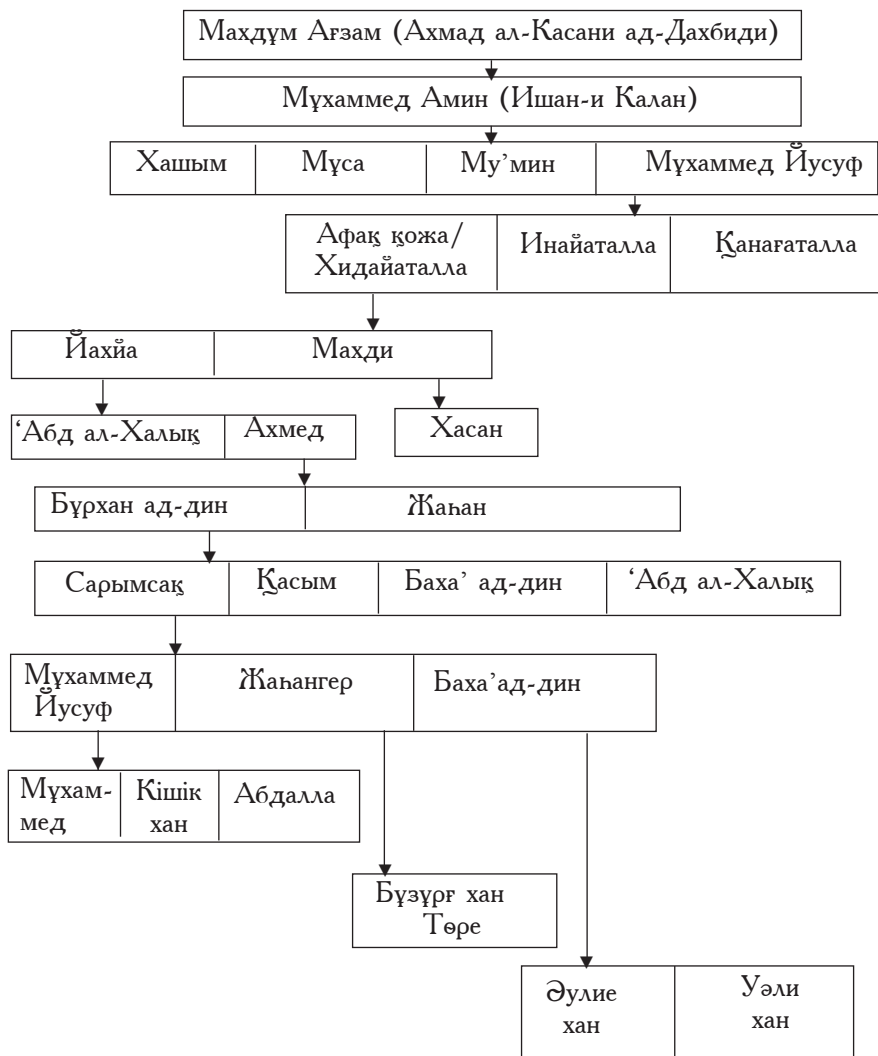 Махдұм Ағзам (Ахмад ал-Касани ад-Дахбиди)
Мұхаммед Амин (Ишан-и Калан)
Хашым Мұса Му’мин Мұхаммед Йусуф
Афақ қожа/ Инайаталла Қанағаталла
Хидайаталла
Йахйа Махди
‘Абд ал-Халық Ахмед Хасан
Бұрхан ад-дин Жаһан
Сарымсақ Қасым Баха’ ад-дин ‘Абд ал-Халық
Мұхаммед Жаһангер Баха’ад-дин
Йусуф
Мұхам- Кішік Абдалла
мед хан
Бұзұрғ хан
Төре
Әулие Уәли
хан хан